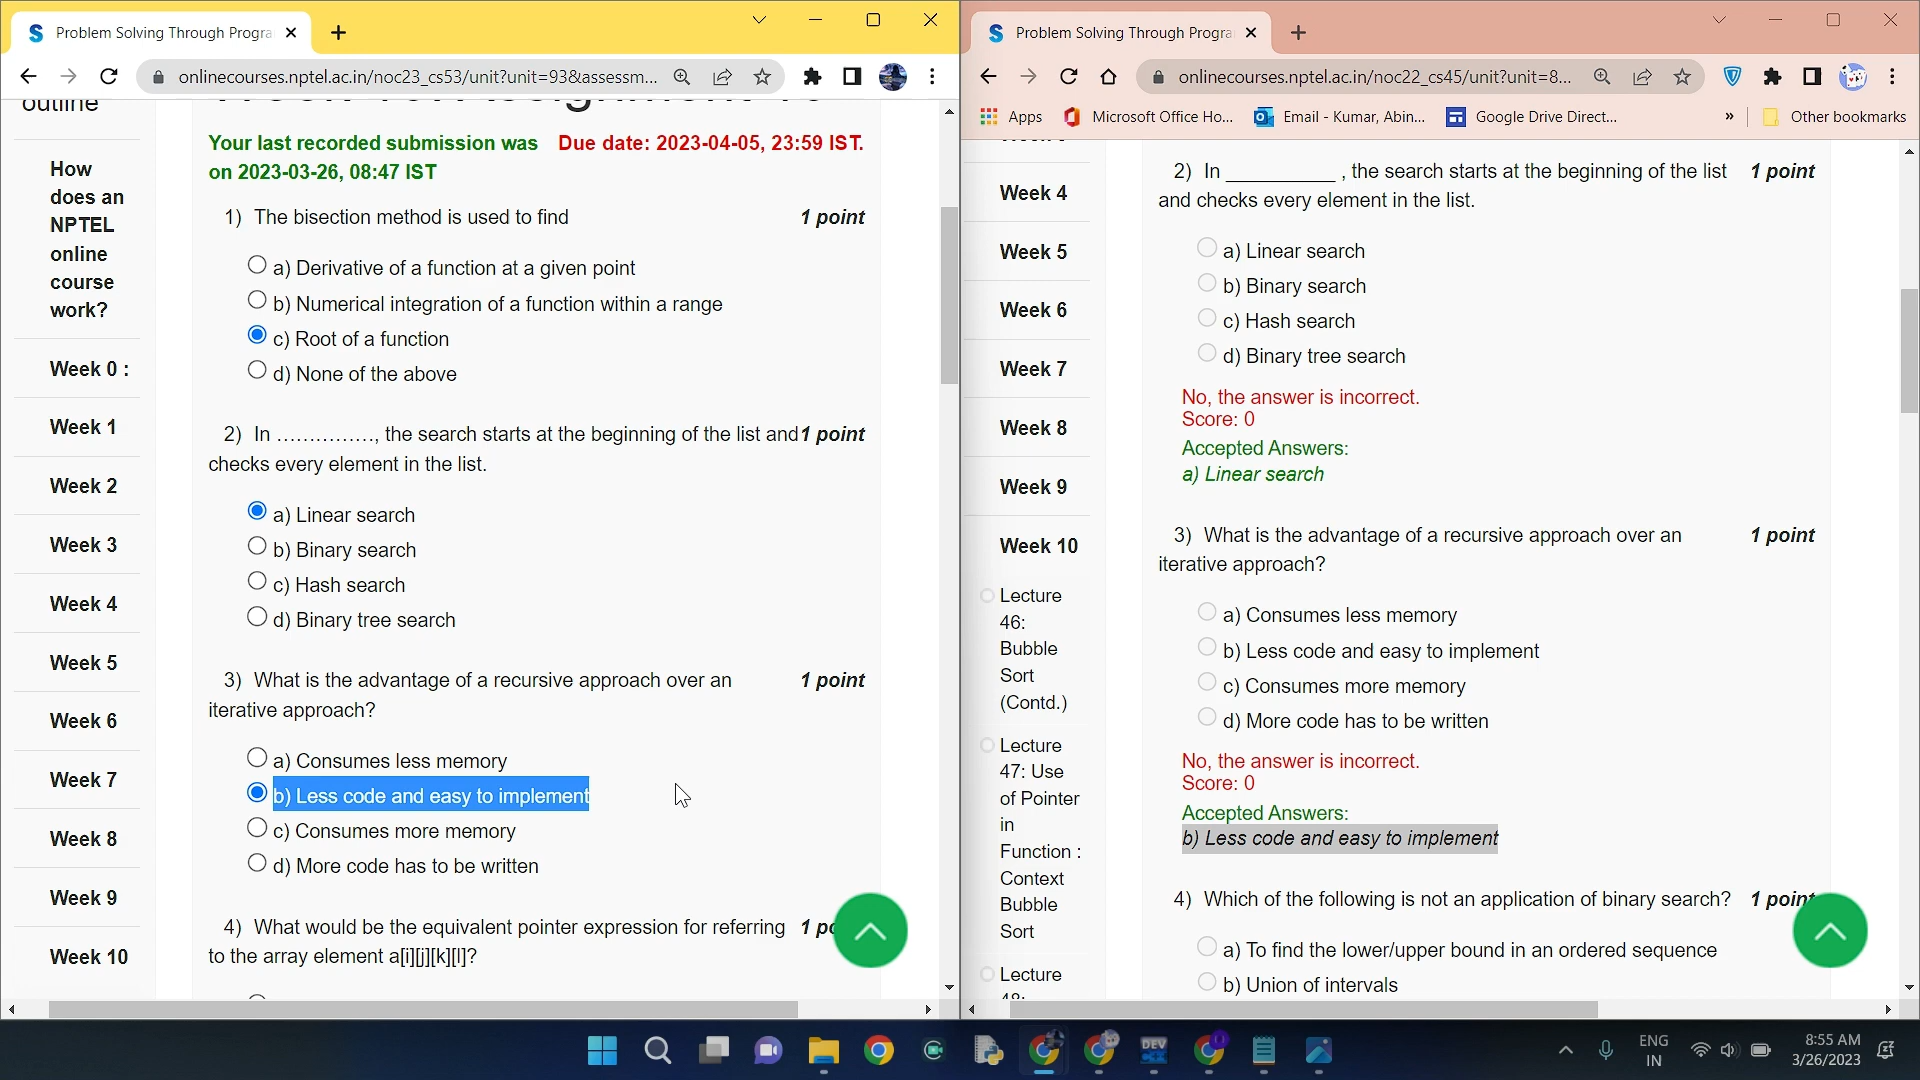 Problem Solving Through Progra
onlinecourses.nptel.ac.in/noc23_cs53/unit?unit=93&assessm...
outline
How
does an
NPTEL
online
course
work?
Week 0 :
Week 1
Week 2
Week 3
Week 4
Week 5
Week 6
Week 7
Week 8
Week 9
Week 10
Your last recorded submission was
on 2023-03-26, 08:47 IST
Due date: 2023-04-05, 23:59 IST.
1) The bisection method is used to find 1 point
a) Derivative of a function at a given point
b) Numerical integration of a function within a range
c) Root of a function
d) None of the above
2) In ..............., the search starts at the beginning of the list and 1 point
checks every element in the list.
a) Linear search
b) Binary search
c) Hash search
d) Binary tree search
3) What is the advantage of a recursive approach over an 1 point
iterative approach?
a) Consumes less memory
b) Less code and easy to implement
c) Consumes more memory
d) More code has to be written
4) What would be the equivalent pointer expression for referring 1 po
to the array element a[i][j][k][l]?
Problem Solving Through Progra
onlinecourses.nptel.ac.in/noc22_cs45/unit?unit=8...
Apps
Microsoft Office Ho...
Email - Kumar, Abin...
Google Drive Direct...
»
Other bookmarks
Week 4
Week 5
Week 6
Week 7
Week 8
Week 9
Week 10
Lecture
46:
Bubble
Sort
(Contd.)
Lecture
47: Use
of Pointer
in
Function :
Context
Bubble
Sort
Lecture
2) In __________ , the search starts at the beginning of the list 1 point
and checks every element in the list.
a) Linear search
b) Binary search
c) Hash search
d) Binary tree search
No, the answer is incorrect.
Score: 0
Accepted Answers:
a) Linear search
3) What is the advantage of a recursive approach over an 1 point
iterative approach?
a) Consumes less memory
b) Less code and easy to implement
c) Consumes more memory
d) More code has to be written
No, the answer is incorrect.
Score: 0
Accepted Answers:
b) Less code and easy to implement
4) Which of the following is not an application of binary search? 1 point
a) To find the lower/upper bound in an ordered sequence
b) Union of intervals
DEV
ENG
IN
8:55 AM
3/26/2023